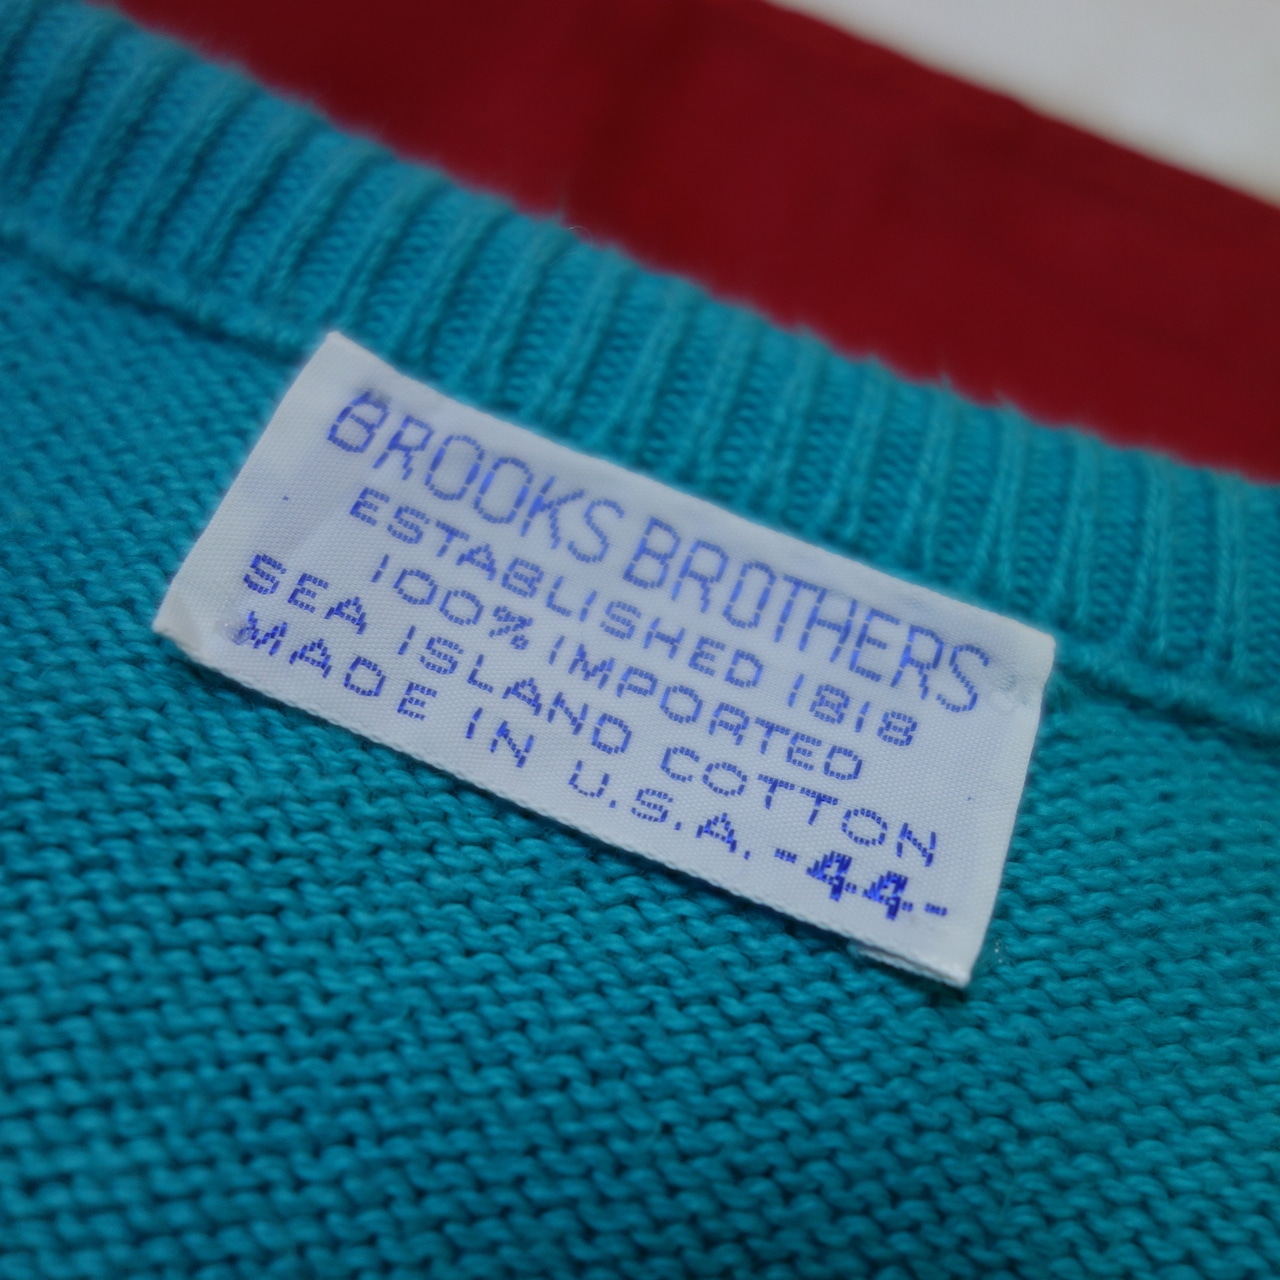 BROOKS BROTHERS
ESTABLISHED 1818
100% IMPORTED
SEA ISLAND COTTON
MADE IN U.S.A. -44-